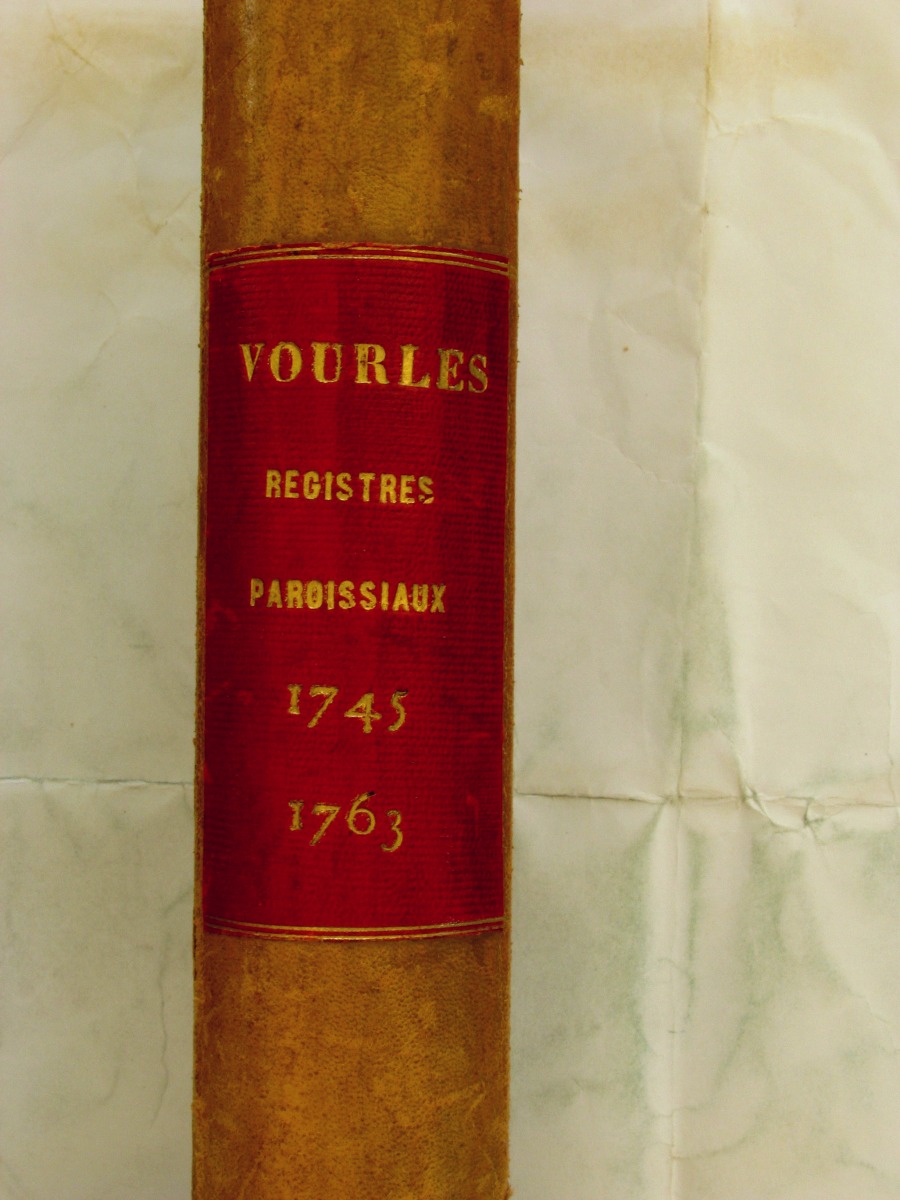 VOURLES
REGISTRES
PAROISSIAUX
1745
1763